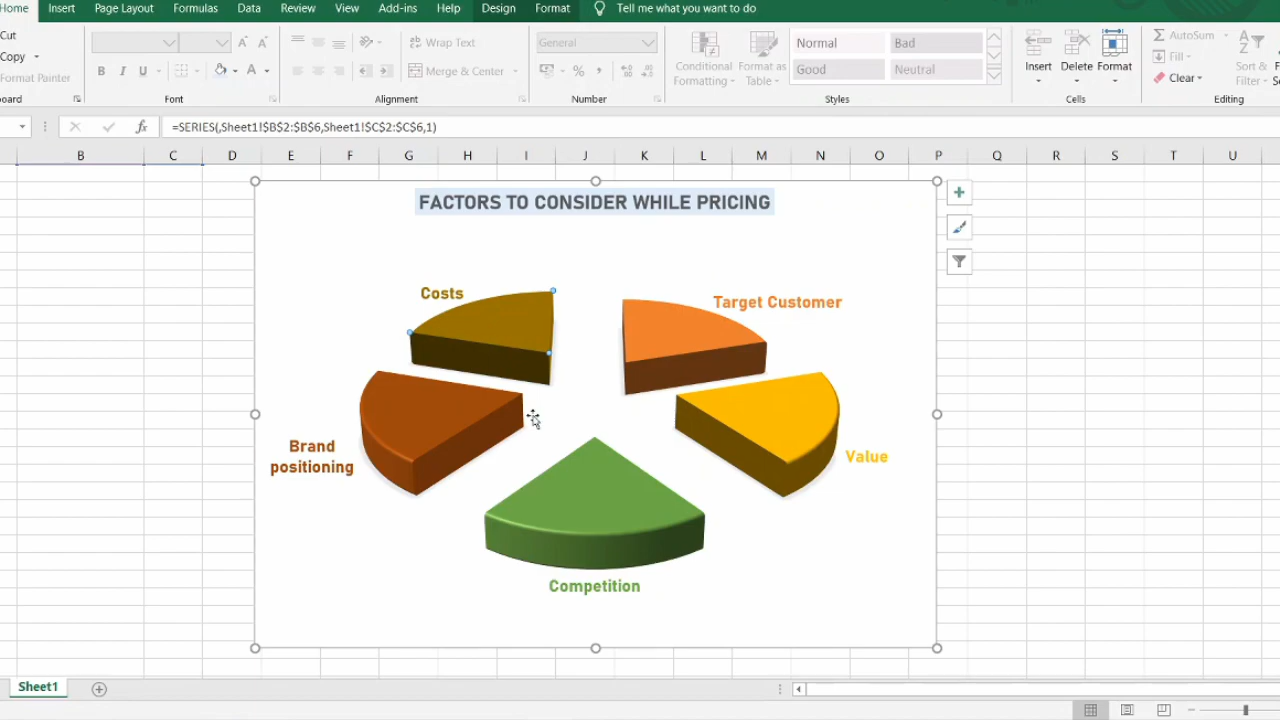 Home Insert Page Layout Formulas Data Review View Add-ins Help Design Format Tell me what you want to do
Cut
Copy
Format Painter
Wrap Text
Merge & Center
General
Conditional
Formatting
Format as
Table
Normal
Bad
Good
Neutral
Insert
Delete
Format
AutoSum
Fill
Clear
Sort &
Filter
Font
Alignment
Number
Styles
Cells
Editing
fx
=SERIES(,Sheet1!$B$2:$B$6,Sheet1!$C$2:$C$6,1)
B C D E F G H I J K L M N O P Q R S T U
FACTORS TO CONSIDER WHILE PRICING
Costs
Target Customer
Brand
positioning
Value
Competition
Sheet1